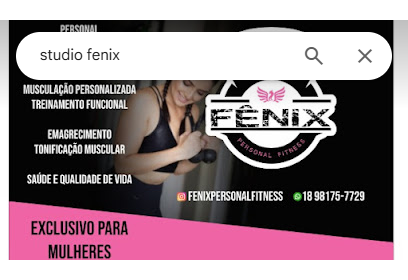 PERSONAL
studio fenix
MUSCULAÇÃO PERSONALIZADA
TREINAMENTO FUNCIONAL
EMAGRECIMENTO
TONIFICAÇÃO MUSCULAR
SAÚDE E QUALIDADE DE VIDA
FÊNIX
PERSONAL FITNESS
FENIXPERSONALFITNESS
18 98175-7729
EXCLUSIVO PARA
MULHERES